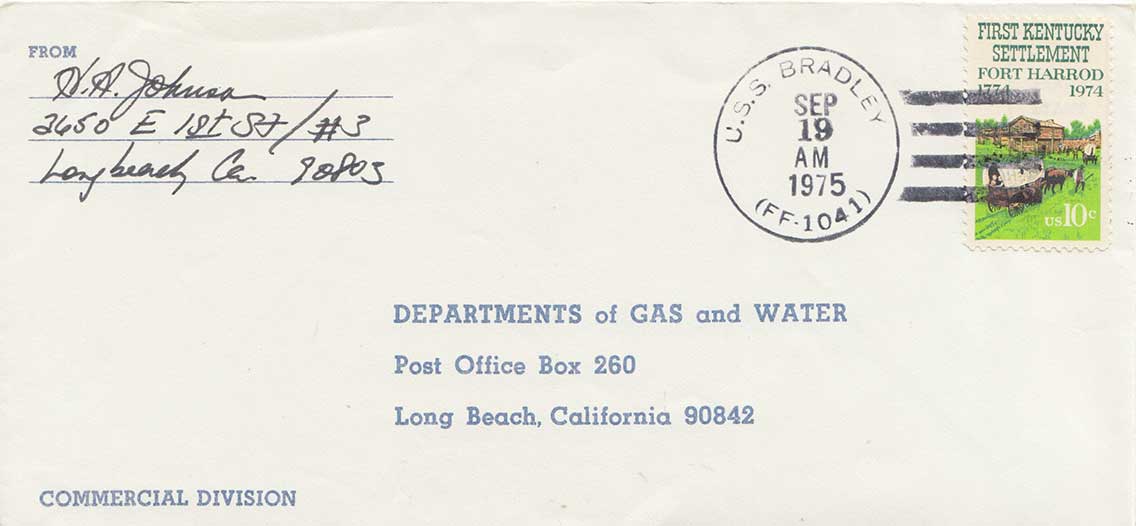 FROM
H. A. Johnson
2650 E 1st St / #3
Long beach Ca. 90803
U.S.S. BRADLEY
SEP
19
AM
1975
(FF-1041)
FIRST KENTUCKY
SETTLEMENT
FORT HARROD
1774 1974
US 10c
DEPARTMENTS of GAS and WATER
Post Office Box 260
Long Beach, California 90842
COMMERCIAL DIVISION